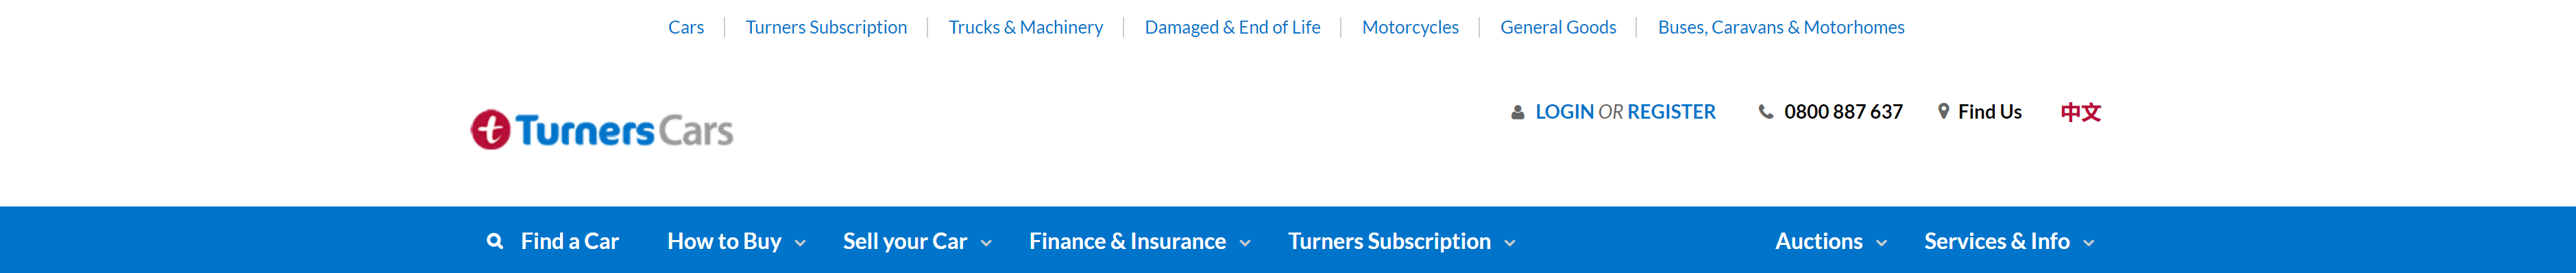 Cars Turners Subscription Trucks & Machinery Damaged & End of Life Motorcycles General Goods Buses, Caravans & Motorhomes
LOGIN OR REGISTER 0800 887 637 Find Us 中文
t Turners Cars
Find a Car How to Buy Sell your Car Finance & Insurance Turners Subscription Auctions Services & Info